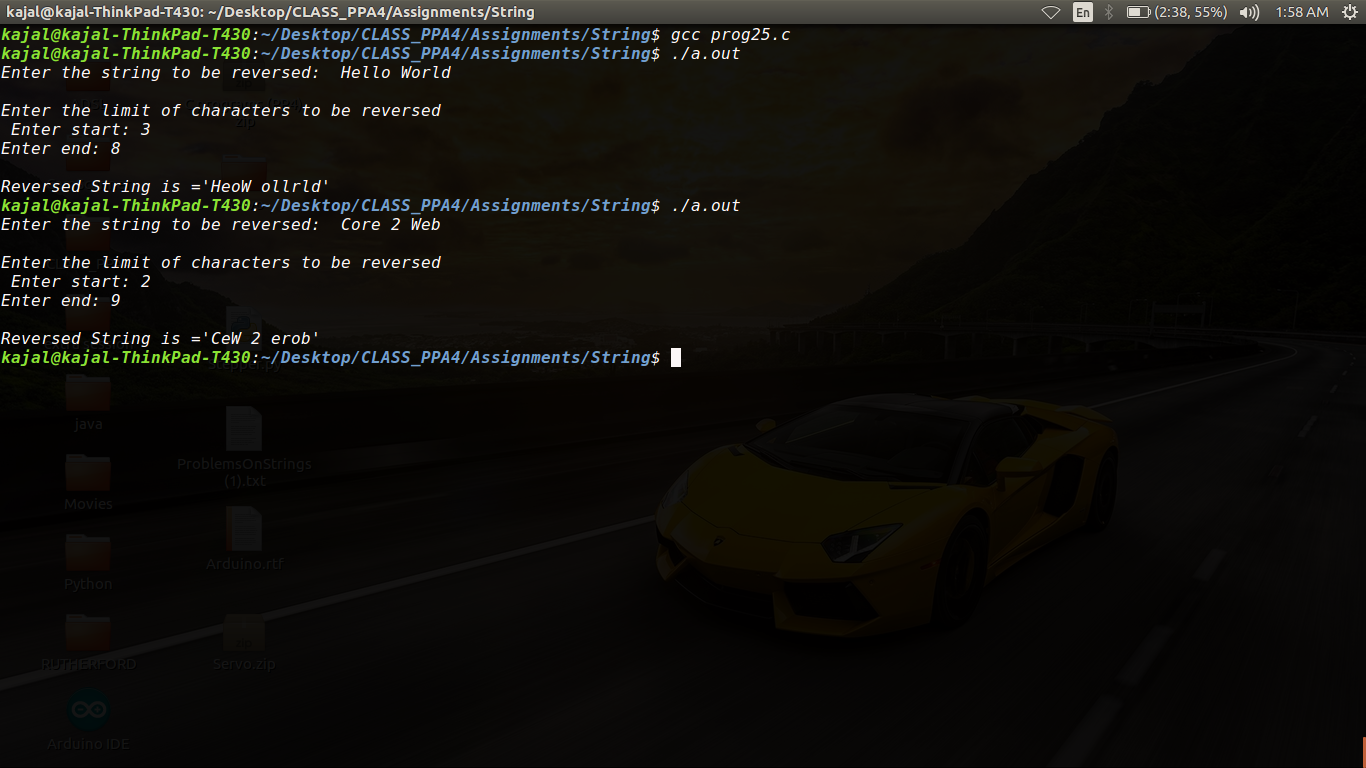 kajal@kajal-ThinkPad-T430: ~/Desktop/CLASS_PPA4/Assignments/String
En
(2:38, 55%)
1:58 AM
kajal@kajal-ThinkPad-T430:~/Desktop/CLASS_PPA4/Assignments/String$ gcc prog25.c
kajal@kajal-ThinkPad-T430:~/Desktop/CLASS_PPA4/Assignments/String$ ./a.out
Enter the string to be reversed:  Hello World
Enter the limit of characters to be reversed
Enter start: 3
Enter end: 8
Reversed String is ='HeoW ollrld'
kajal@kajal-ThinkPad-T430:~/Desktop/CLASS_PPA4/Assignments/String$ ./a.out
Enter the string to be reversed:  Core 2 Web
Enter the limit of characters to be reversed
Enter start: 2
Enter end: 9
Reversed String is ='CeW 2 erob'
kajal@kajal-ThinkPad-T430:~/Desktop/CLASS_PPA4/Assignments/String$
java
ProblemsOnStrings
(1).txt
Movies
Arduino.rtf
Python
RUTHERFORD
Servo.zip
Arduino IDE